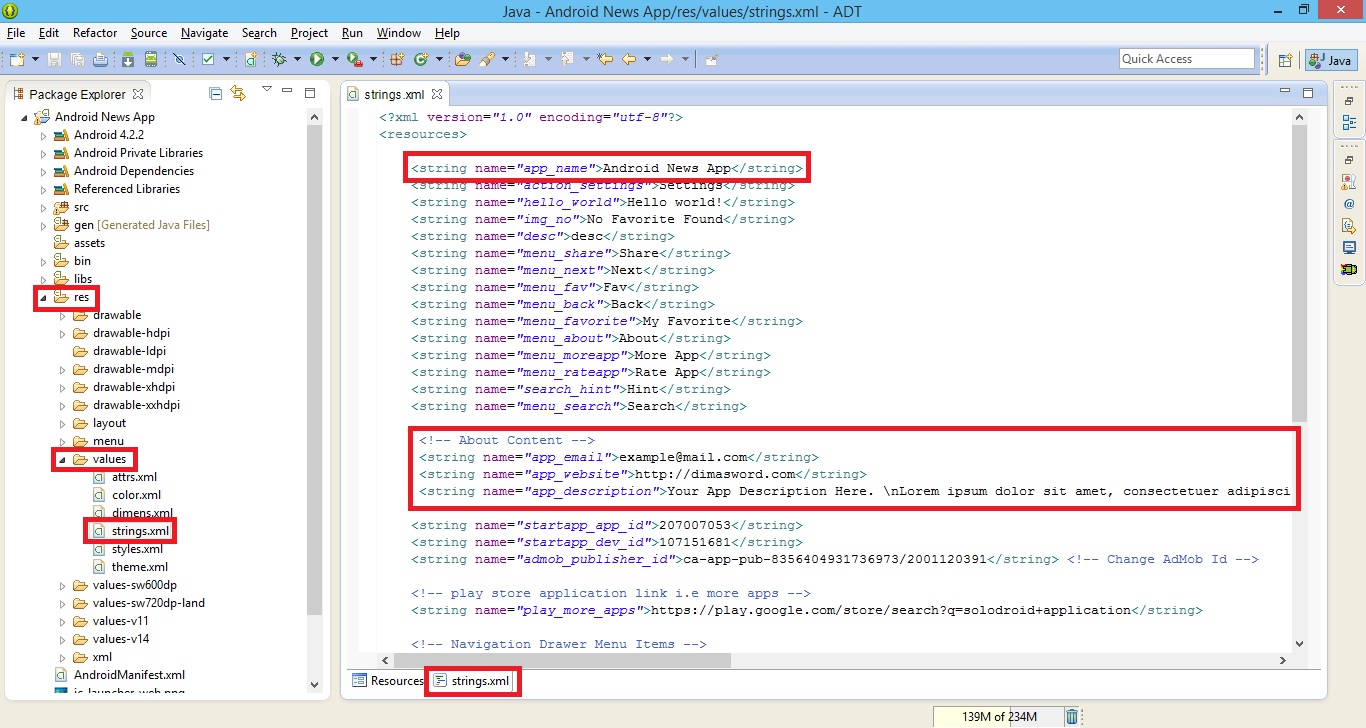 Java - Android News App/res/values/strings.xml - ADT
File Edit Refactor Source Navigate Search Project Run Window Help
Quick Access
Java
Package Explorer
Android News App
Android 4.2.2
Android Private Libraries
Android Dependencies
Referenced Libraries
src
gen [Generated Java Files]
assets
bin
libs
res
drawable
drawable-hdpi
drawable-ldpi
drawable-mdpi
drawable-xhdpi
drawable-xxhdpi
layout
menu
values
attrs.xml
color.xml
dimens.xml
strings.xml
styles.xml
theme.xml
values-sw600dp
values-sw720dp-land
values-v11
values-v14
xml
AndroidManifest.xml
ic_launcher-web.png
strings.xml
<?xml version="1.0" encoding="utf-8"?>
<resources>
<string name="app_name">Android News App</string>
<string name="action_settings">Settings</string>
<string name="hello_world">Hello world!</string>
<string name="img_no">No Favorite Found</string>
<string name="desc">desc</string>
<string name="menu_share">Share</string>
<string name="menu_next">Next</string>
<string name="menu_fav">Fav</string>
<string name="menu_back">Back</string>
<string name="menu_favorite">My Favorite</string>
<string name="menu_about">About</string>
<string name="menu_moreapp">More App</string>
<string name="menu_rateapp">Rate App</string>
<string name="search_hint">Hint</string>
<string name="menu_search">Search</string>
<!-- About Content -->
<string name="app_email">example@mail.com</string>
<string name="app_website">http://dimasword.com</string>
<string name="app_description">Your App Description Here. \nLorem ipsum dolor sit amet, consectetuer adipisci
<string name="startapp_app_id">207007053</string>
<string name="startapp_dev_id">107151681</string>
<string name="admob_publisher_id">ca-app-pub-8356404931736973/2001120391</string> <!-- Change AdMob Id -->
<!-- play store application link i.e more apps -->
<string name="play_more_apps">https://play.google.com/store/search?q=solodroid+application</string>
<!-- Navigation Drawer Menu Items -->
Resources strings.xml
139M of 234M